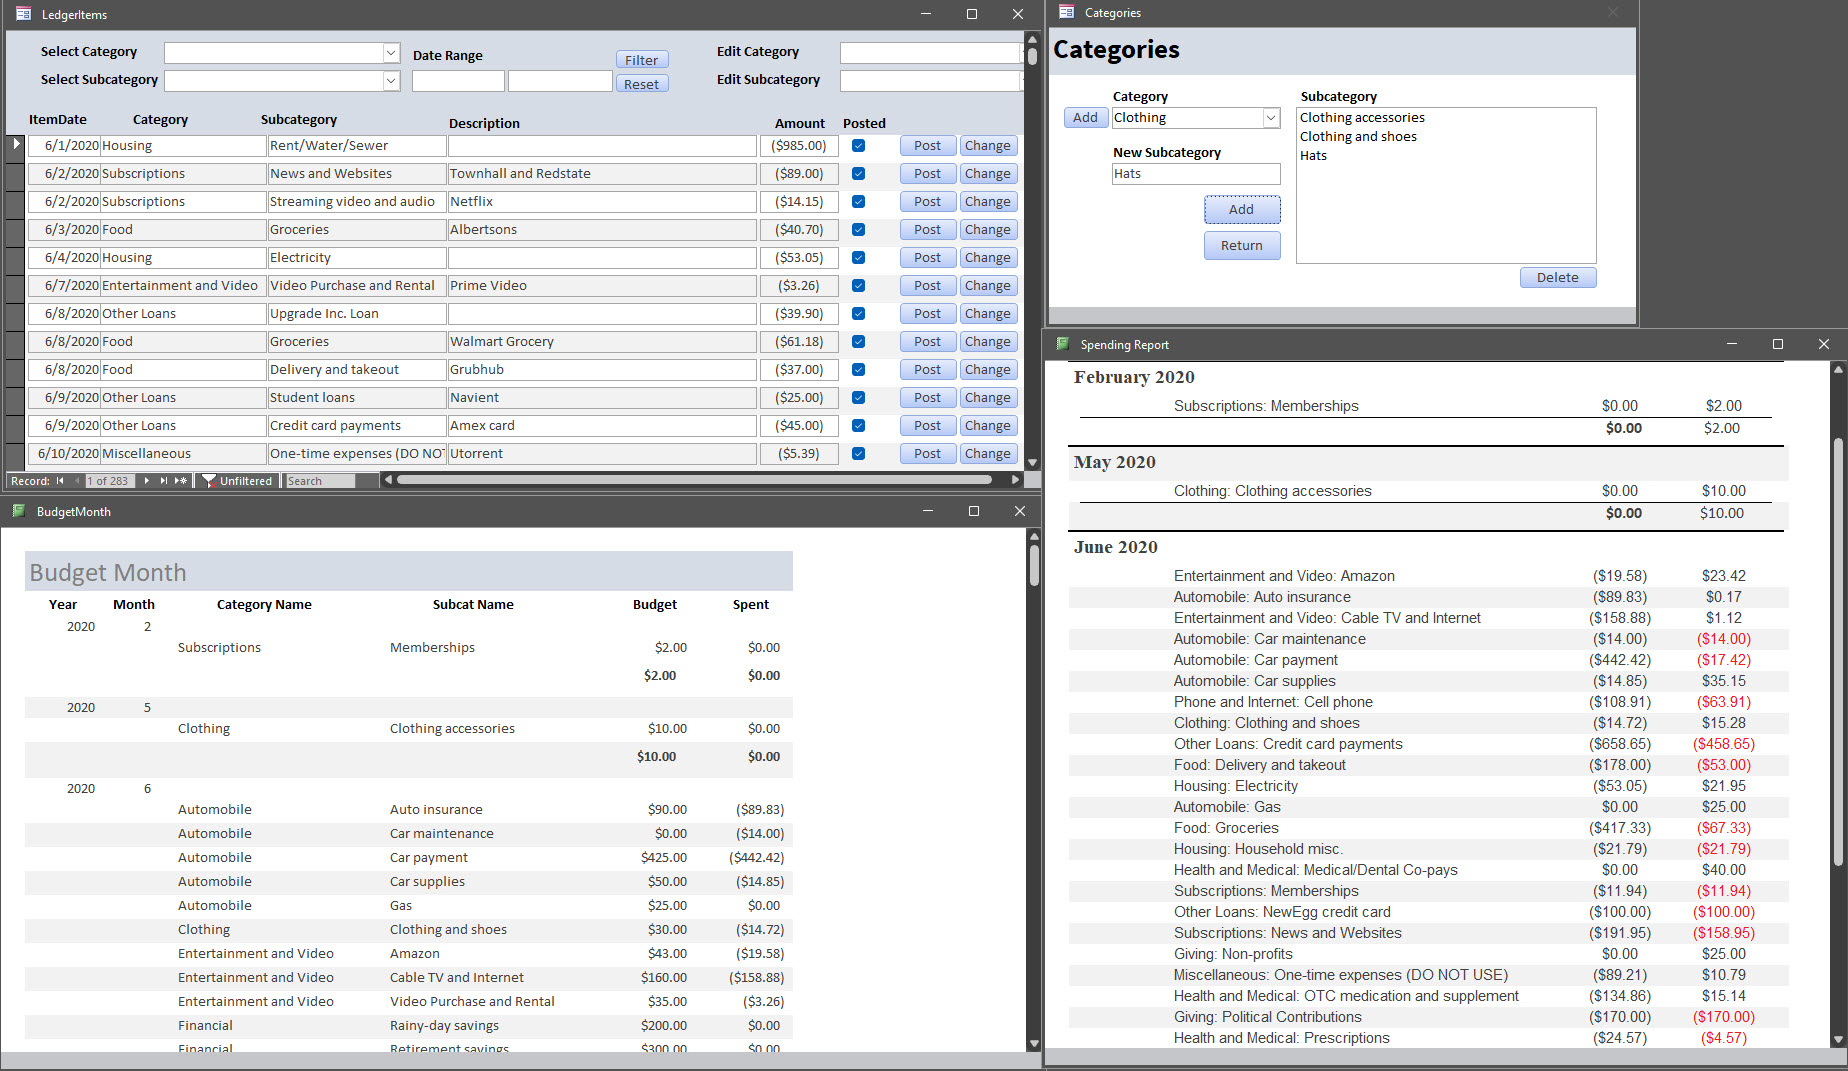 LedgerItems
Select Category
Date Range
Filter
Edit Category
Select Subcategory
Reset
Edit Subcategory
ItemDate Category Subcategory Description Amount Posted
6/1/2020 Housing Rent/Water/Sewer ($985.00) Post Change
6/2/2020 Subscriptions News and Websites Townhall and Redstate ($89.00) Post Change
6/2/2020 Subscriptions Streaming video and audio Netflix ($14.15) Post Change
6/3/2020 Food Groceries Albertsons ($40.70) Post Change
6/4/2020 Housing Electricity ($53.05) Post Change
6/7/2020 Entertainment and Video Video Purchase and Rental Prime Video ($3.26) Post Change
6/8/2020 Other Loans Upgrade Inc. Loan ($39.90) Post Change
6/8/2020 Food Groceries Walmart Grocery ($61.18) Post Change
6/8/2020 Food Delivery and takeout Grubhub ($37.00) Post Change
6/9/2020 Other Loans Student loans Navient ($25.00) Post Change
6/9/2020 Other Loans Credit card payments Amex card ($45.00) Post Change
6/10/2020 Miscellaneous One-time expenses (DO NOT Utorrent ($5.39) Post Change
Record: 1 of 283 Unfiltered Search
Categories
Categories
Category
Subcategory
Add Clothing
Clothing accessories
Clothing and shoes
Hats
New Subcategory
Hats
Add
Return
Delete
BudgetMonth
Budget Month
Year Month Category Name Subcat Name Budget Spent
2020 2
Subscriptions Memberships $2.00 $0.00
$2.00 $0.00
2020 5
Clothing Clothing accessories $10.00 $0.00
$10.00 $0.00
2020 6
Automobile Auto insurance $90.00 ($89.83)
Automobile Car maintenance $0.00 ($14.00)
Automobile Car payment $425.00 ($442.42)
Automobile Car supplies $50.00 ($14.85)
Automobile Gas $25.00 $0.00
Clothing Clothing and shoes $30.00 ($14.72)
Entertainment and Video Amazon $43.00 ($19.58)
Entertainment and Video Cable TV and Internet $160.00 ($158.88)
Entertainment and Video Video Purchase and Rental $35.00 ($3.26)
Financial Rainy-day savings $200.00 $0.00
Financial Retirement savings $300.00 $0.00
Spending Report
February 2020
Subscriptions: Memberships $0.00 $2.00
$0.00 $2.00
May 2020
Clothing: Clothing accessories $0.00 $10.00
$0.00 $10.00
June 2020
Entertainment and Video: Amazon ($19.58) $23.42
Automobile: Auto insurance ($89.83) $0.17
Entertainment and Video: Cable TV and Internet ($158.88) $1.12
Automobile: Car maintenance ($14.00) ($14.00)
Automobile: Car payment ($442.42) ($17.42)
Automobile: Car supplies ($14.85) $35.15
Phone and Internet: Cell phone ($108.91) ($63.91)
Clothing: Clothing and shoes ($14.72) $15.28
Other Loans: Credit card payments ($658.65) ($458.65)
Food: Delivery and takeout ($178.00) ($53.00)
Housing: Electricity ($53.05) $21.95
Automobile: Gas $0.00 $25.00
Food: Groceries ($417.33) ($67.33)
Housing: Household misc. ($21.79) ($21.79)
Health and Medical: Medical/Dental Co-pays $0.00 $40.00
Subscriptions: Memberships ($11.94) ($11.94)
Other Loans: NewEgg credit card ($100.00) ($100.00)
Subscriptions: News and Websites ($191.95) ($158.95)
Giving: Non-profits $0.00 $25.00
Miscellaneous: One-time expenses (DO NOT USE) ($89.21) $10.79
Health and Medical: OTC medication and supplement ($134.86) $15.14
Giving: Political Contributions ($170.00) ($170.00)
Health and Medical: Prescriptions ($24.57) ($4.57)